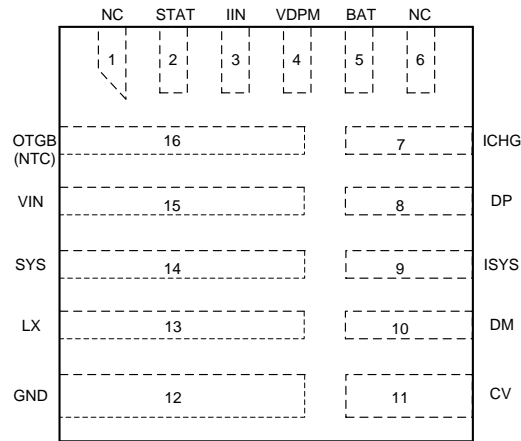 NC STAT IIN VDPM BAT NC
1 2 3 4 5 6
OTGB 16 7 ICHG
(NTC)
VIN 15 8 DP
SYS 14 9 ISYS
LX 13 10 DM
GND 12 11 CV